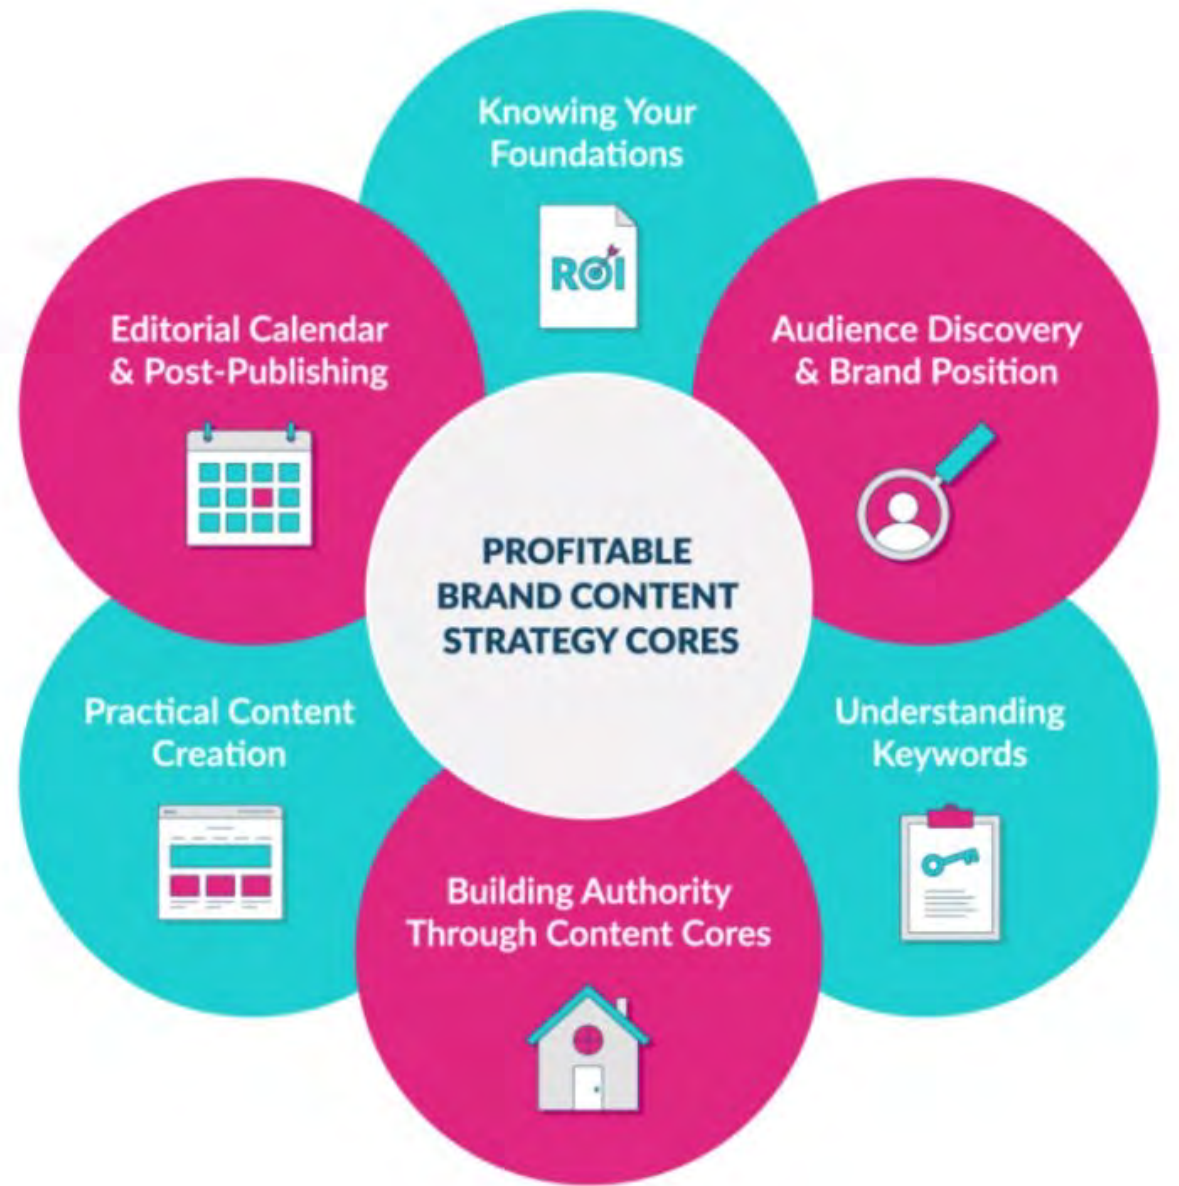 Knowing Your
Foundations
ROI
Audience Discovery
& Brand Position
Understanding
Keywords
Building Authority
Through Content Cores
Practical Content
Creation
Editorial Calendar
& Post-Publishing
PROFITABLE
BRAND CONTENT
STRATEGY CORES